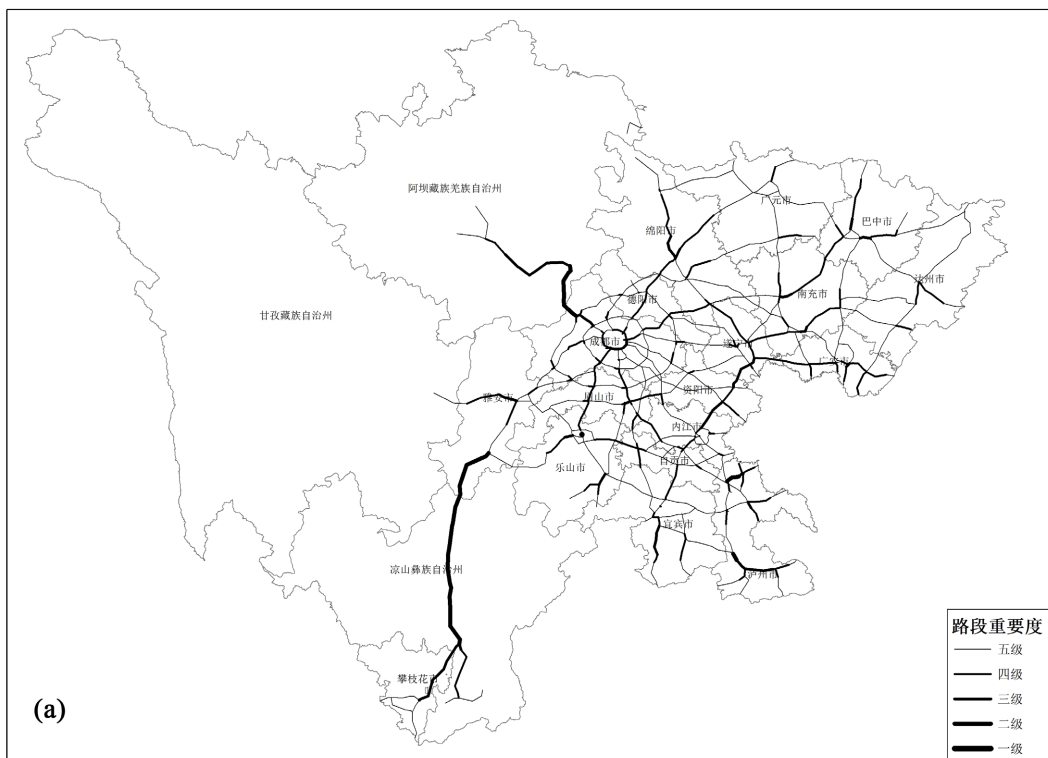 阿坝藏族羌族自治州
广元市
巴中市
绵阳市
达州市
南充市
德阳市
甘孜藏族自治州
成都市
遂宁市
广安市
资阳市
雅安市
眉山市
内江市
自贡市
乐山市
宜宾市
凉山彝族自治州
泸州市
攀枝花市
路段重要度
五级
四级
三级
二级
一级
(a)